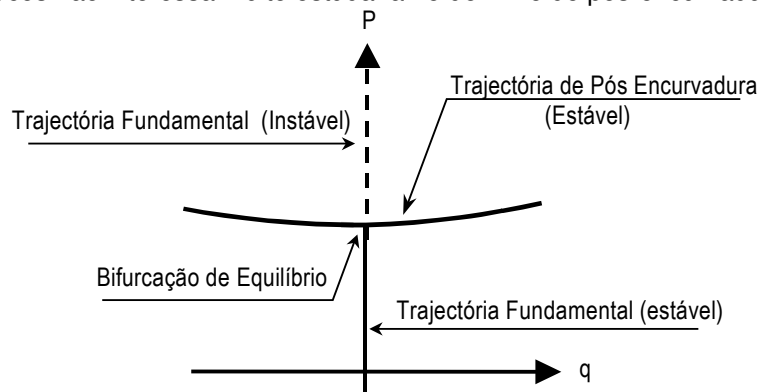 P
Trajectória de Pós Encurvadura
(Estável)
Trajectória Fundamental (Instável)
Bifurcação de Equilíbrio
Trajectória Fundamental (estável)
q